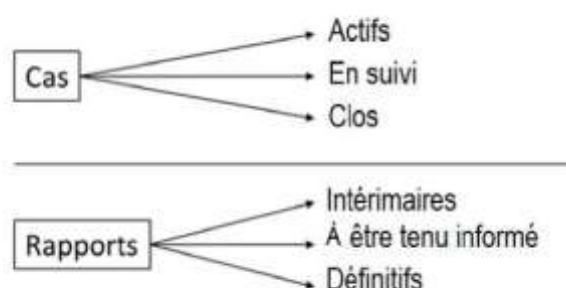 Cas
Actifs
En suivi
Clos
Rapports
Intérimaires
À être tenu informé
Définitifs